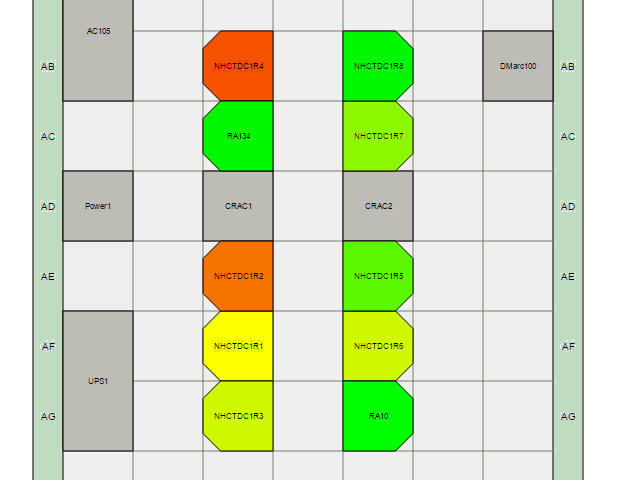 AC105
AB NHCTDC1R4 NHCTDC1R8 DMarc100 AB
AC RA134 NHCTDC1R7 AC
AD Power1 CRAC1 CRAC2 AD
AE NHCTDC1R2 NHCTDC1R5 AE
AF NHCTDC1R1 NHCTDC1R6 AF
UPS1
AG NHCTDC1R3 RA10 AG